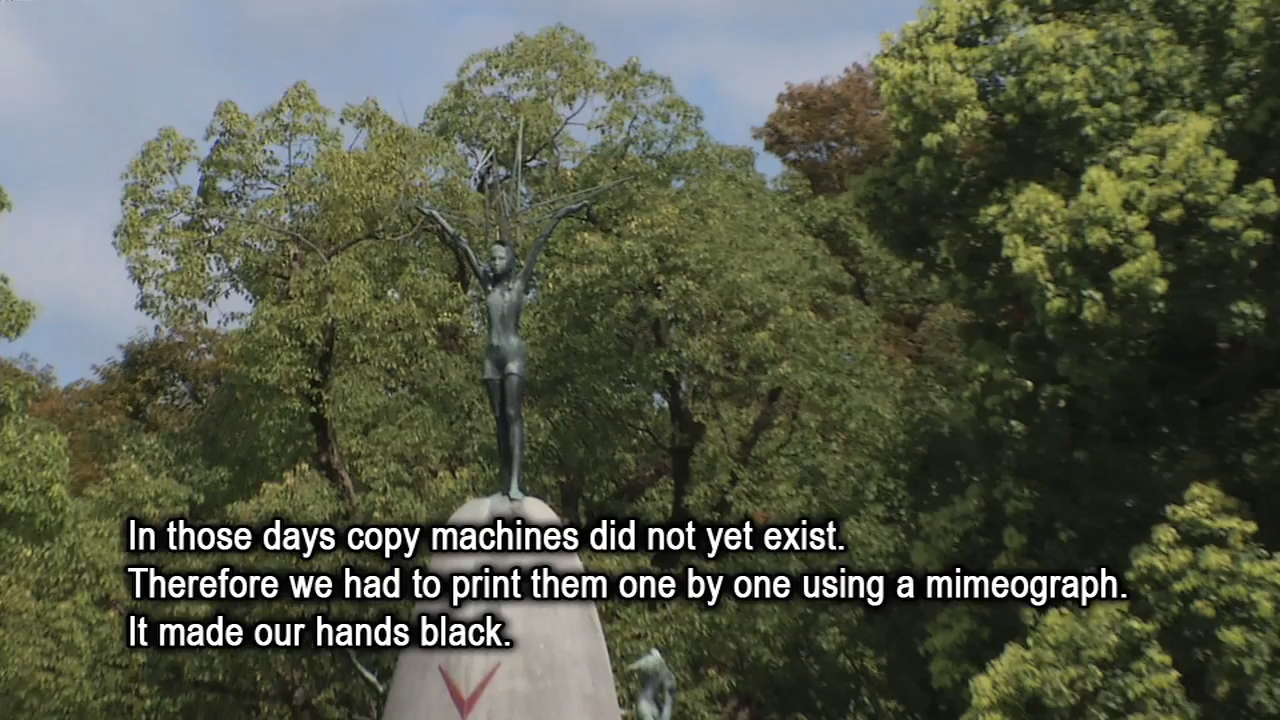 In those days copy machines did not yet exist.
Therefore we had to print them one by one using a mimeograph.
It made our hands black.